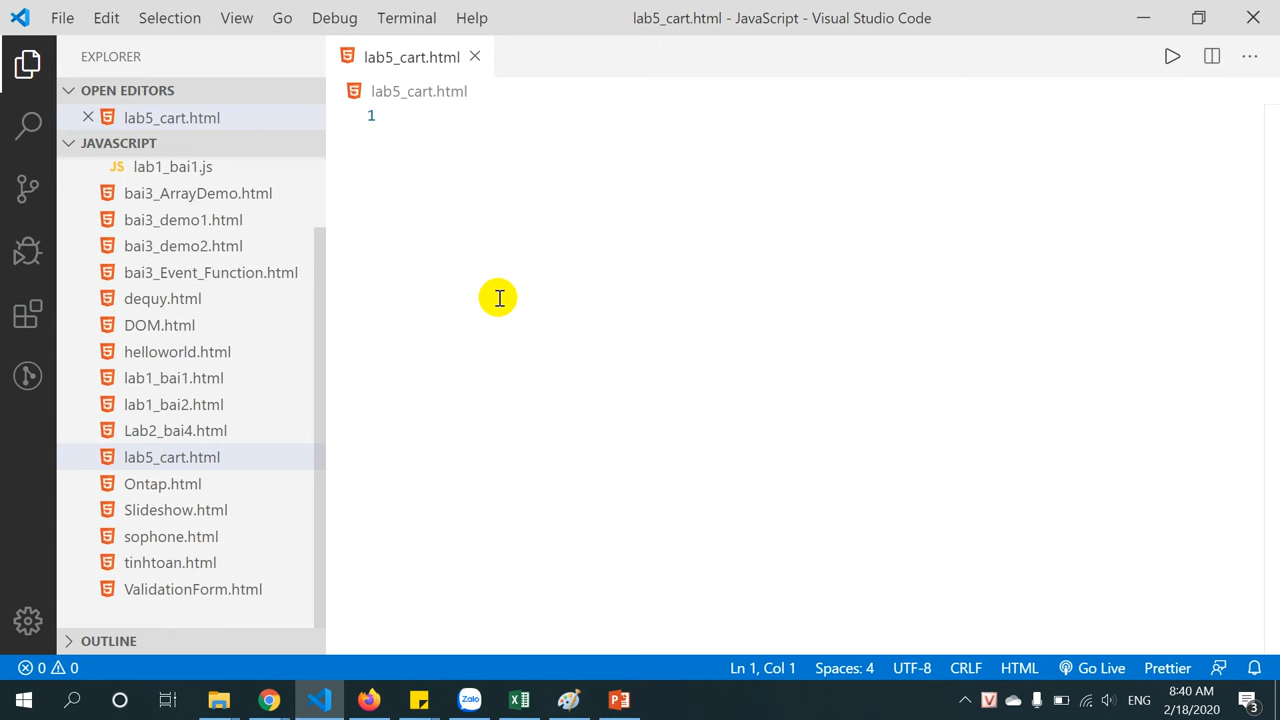 File Edit Selection View Go Debug Terminal Help lab5_cart.html - JavaScript - Visual Studio Code
EXPLORER
lab5_cart.html
OPEN EDITORS
lab5_cart.html
lab5_cart.html
1
JAVASCRIPT
JS lab1_bai1.js
bai3_ArrayDemo.html
bai3_demo1.html
bai3_demo2.html
bai3_Event_Function.html
dequy.html
DOM.html
helloworld.html
lab1_bai1.html
lab1_bai2.html
Lab2_bai4.html
lab5_cart.html
Ontap.html
Slideshow.html
sophone.html
tinhtoan.html
ValidationForm.html
OUTLINE
0 0 Ln 1, Col 1 Spaces: 4 UTF-8 CRLF HTML Go Live Prettier
Zalo
ENG
8:40 AM
2/18/2020
3